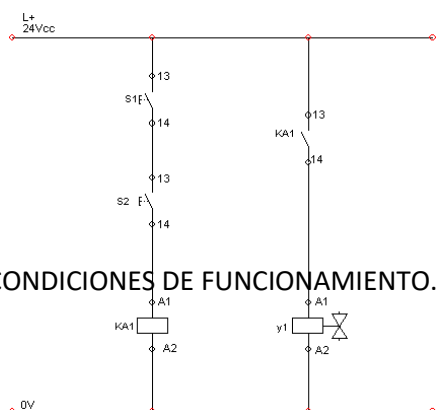 L+
24Vcc
13
S1
14
13
KA1
14
13
S2
14
CONDICIONES DE FUNCIONAMIENTO.
A1
KA1
A2
A1
y1
A2
0V